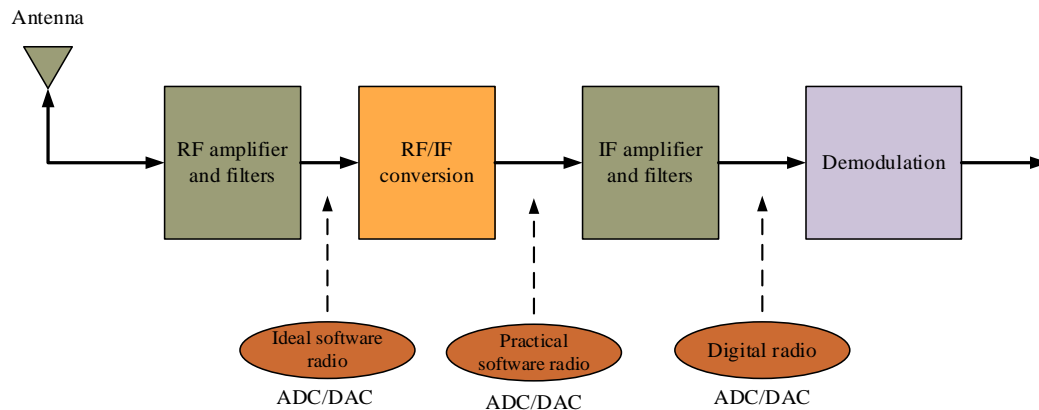 Antenna
RF amplifier
and filters
RF/IF
conversion
IF amplifier
and filters
Demodulation
Ideal software
radio
ADC/DAC
Practical
software radio
ADC/DAC
Digital radio
ADC/DAC